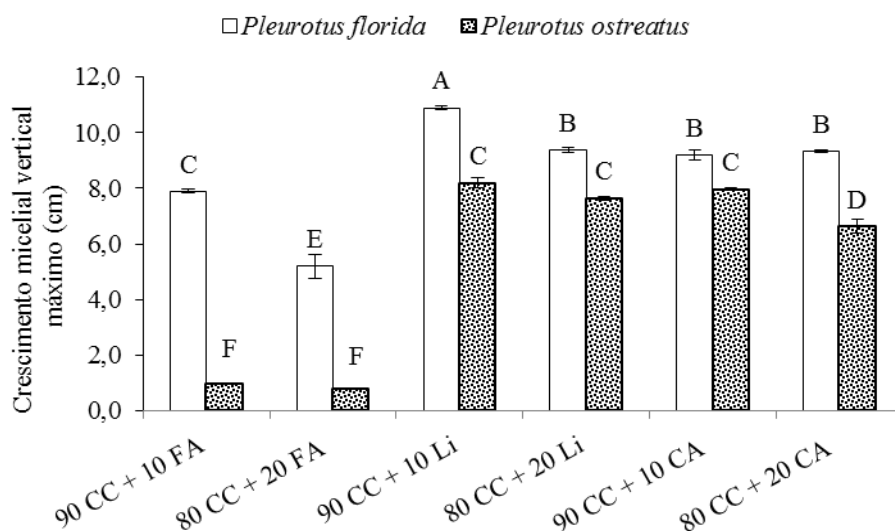 Pleurotus florida Pleurotus ostreatus
Crescimento micelial vertical
máximo (cm)
12,0
10,0
8,0
6,0
4,0
2,0
0,0
C F E F A C B C B C B D
90 CC + 10 FA
80 CC + 20 FA
90 CC + 10 Li
80 CC + 20 Li
90 CC + 10 CA
80 CC + 20 CA